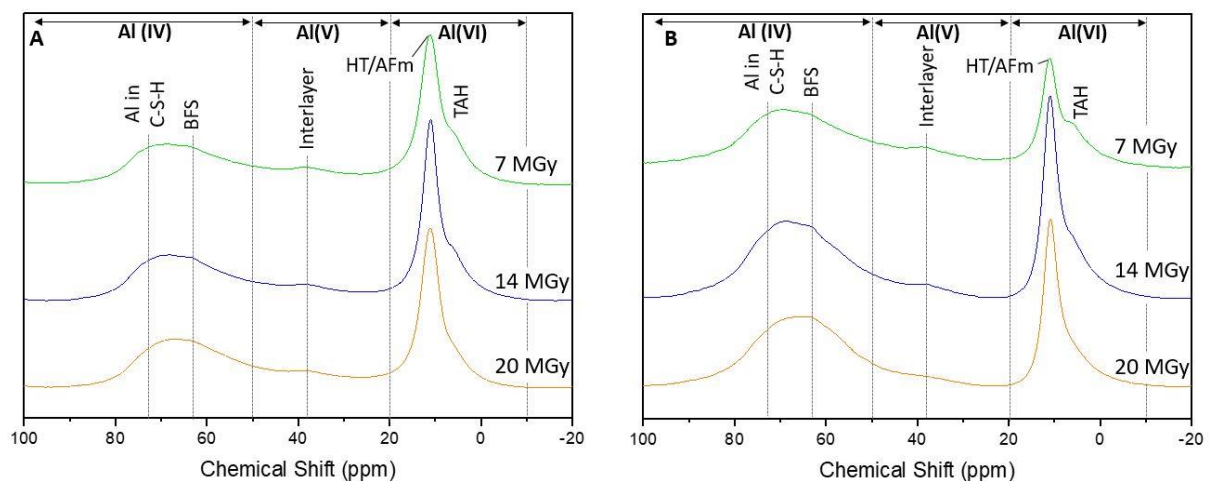 A
Al (IV)
Al(V)
Al(VI)
Al in
C-S-H
BFS
Interlayer
HT/AFm
TAH
7 MGy
14 MGy
20 MGy
100
80
60
40
20
0
-20
Chemical Shift (ppm)
B
Al (IV)
Al(V)
Al(VI)
Al in
C-S-H
BFS
Interlayer
HT/AFm
TAH
7 MGy
14 MGy
20 MGy
100
80
60
40
20
0
-20
Chemical Shift (ppm)